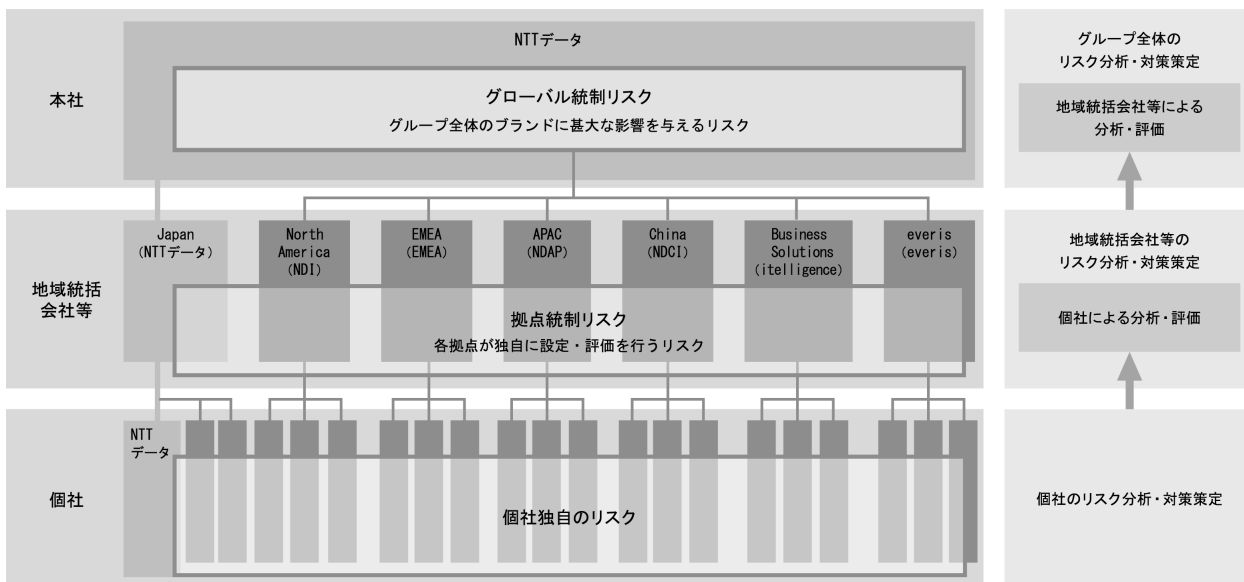 本社
NTTデータ
グローバル統制リスク
グループ全体のブランドに甚大な影響を与えるリスク
グループ全体の
リスク分析・対策策定
地域統括会社等による
分析・評価
地域統括
会社等
Japan
(NTTデータ)
North
America
(NDI)
EMEA
(EMEA)
APAC
(NDAP)
China
(NDCI)
Business
Solutions
(itelligence)
everis
(everis)
拠点統制リスク
各拠点が独自に設定・評価を行うリスク
地域統括会社等の
リスク分析・対策策定
個社による分析・評価
個社
NTT
データ
個社独自のリスク
個社のリスク分析・対策策定